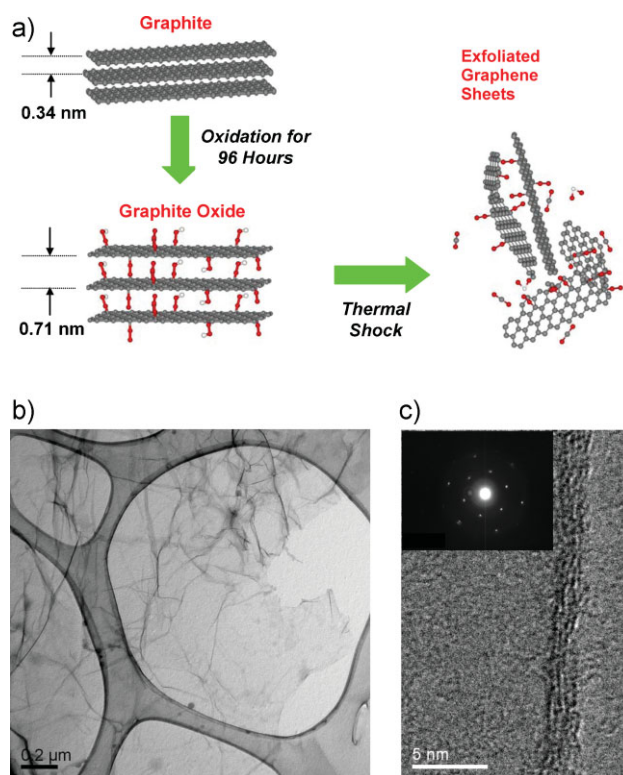 a)
Graphite
0.34 nm
Oxidation for
96 Hours
Graphite Oxide
0.71 nm
Thermal
Shock
Exfoliated
Graphene
Sheets
b)
0.2 μm
c)
5 nm